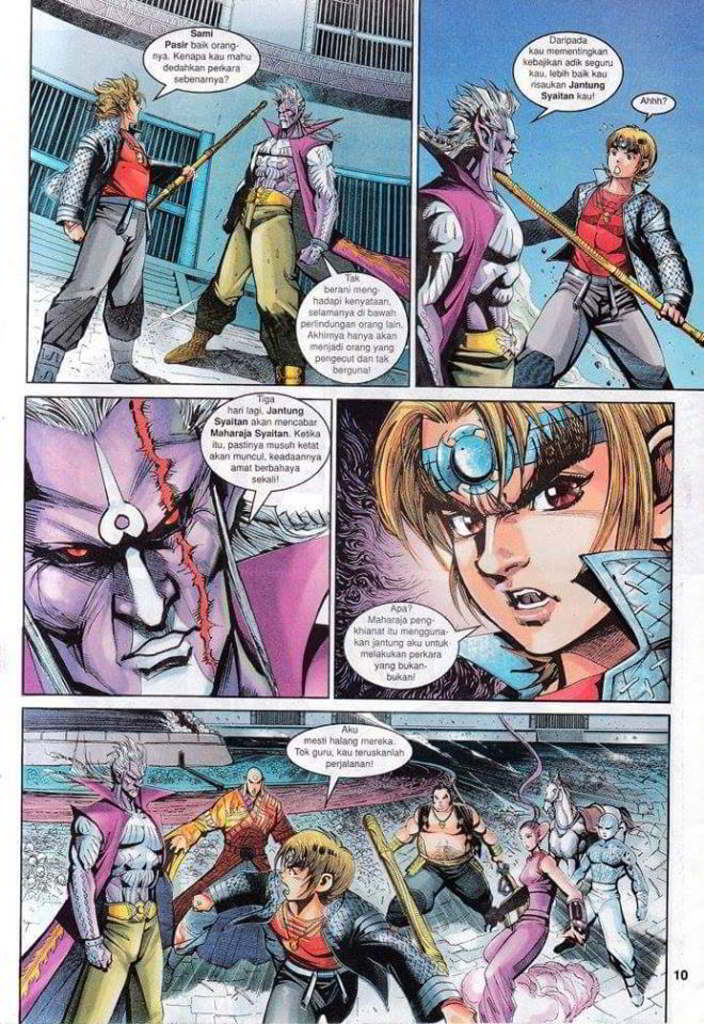 Sami
Pasir baik orang-
nya. Kenapa kau mahu
dedahkan perkara
sebenarnya?
Tak
berani meng-
hadapi kenyataan,
selamanya di bawah
perlindungan orang lain.
Akhirnya hanya
menjadi orang yang
pengecut dan tak
berguna!
Daripada
kau mementingkan
kebajikan adik seguru
kau, lebih baik kau
risaukan Jantung
Syaitan kau!
Ahhh?
Tiga
hari lagi, Jantung
Syaitan akan mencabar
Maharaja Syaitan. Ketika
itu, pastinya musuh ketat
akan muncul, keadaannya
amat berbahaya
sekali!
Apa?
Maharaja peng-
khianat itu mengguna-
kan jantung aku untuk
melakukan perkara
yang bukan-
bukan!
Aku
mesti halang mereka.
Tok guru, kau teruskanlah
perjalanan!
10